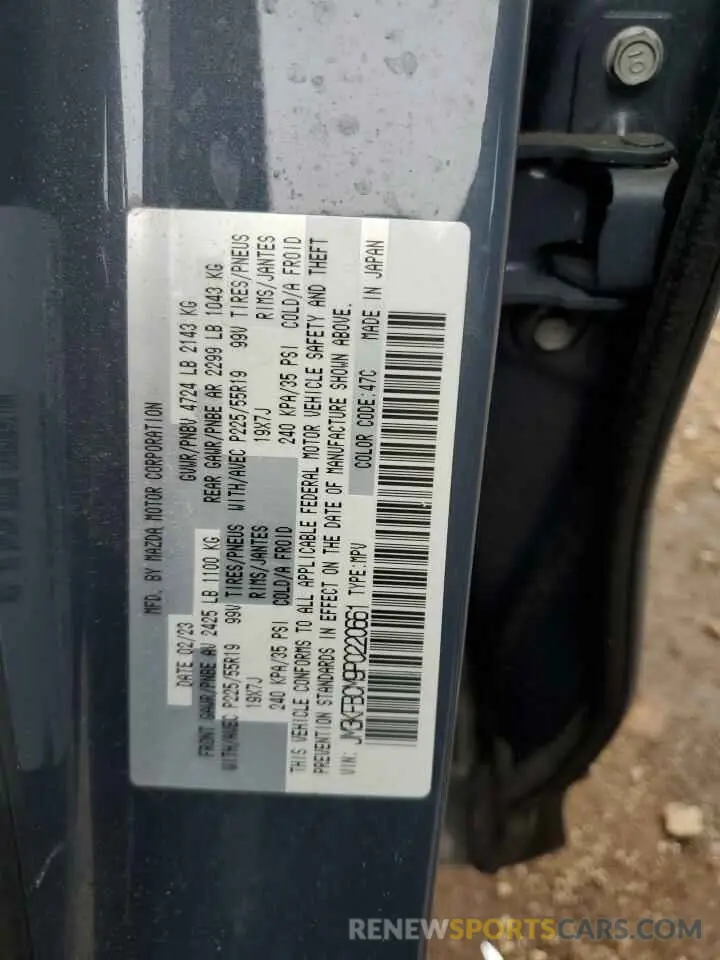 MFD. BY MAZDA MOTOR CORPORATION
DATE 02/23
GVWR/PNBV 4724 LB 2143 KG
FRONT GAWR/PNBE AV 2425 LB 1100 KG
REAR GAWR/PNBE AR 2299 LB 1043 KG
WITH/AVEC P225/55R19 99V TIRES/PNEUS
WITH/AVEC P225/55R19 99V TIRES/PNEUS
19X7J RIMS/JANTES
19X7J RIMS/JANTES
240 KPA/35 PSI COLD/A FROID
240 KPA/35 PSI COLD/A FROID
THIS VEHICLE CONFORMS TO ALL APPLICABLE FEDERAL MOTOR VEHICLE SAFETY AND THEFT
PREVENTION STANDARDS IN EFFECT ON THE DATE OF MANUFACTURE SHOWN ABOVE.
VIN: JM3KFBCM9P0220661 TYPE:MPV
COLOR CODE:47C MADE IN JAPAN
10
RENEWSPORTSCARS.COM